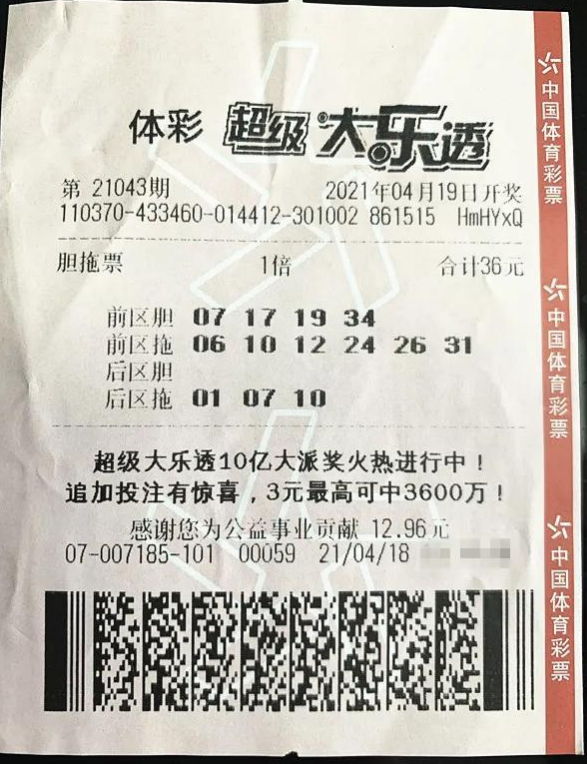 体彩 超级大乐透
第 21043期 2021年04月19日开奖
110370-433460-014412-301002 861515 HmHYxQ
胆拖票 1倍 合计36元
前区胆 07 17 19 34
前区拖 06 10 12 24 26 31
后区胆
后区拖 01 07 10
超级大乐透10亿大派奖火热进行中！
追加投注有惊喜，3元最高可中3600万！
感谢您为公益事业贡献 12.96元
07-007185-101 00059 21/04/18
中国体育彩票
中国体育彩票
中国体育彩票